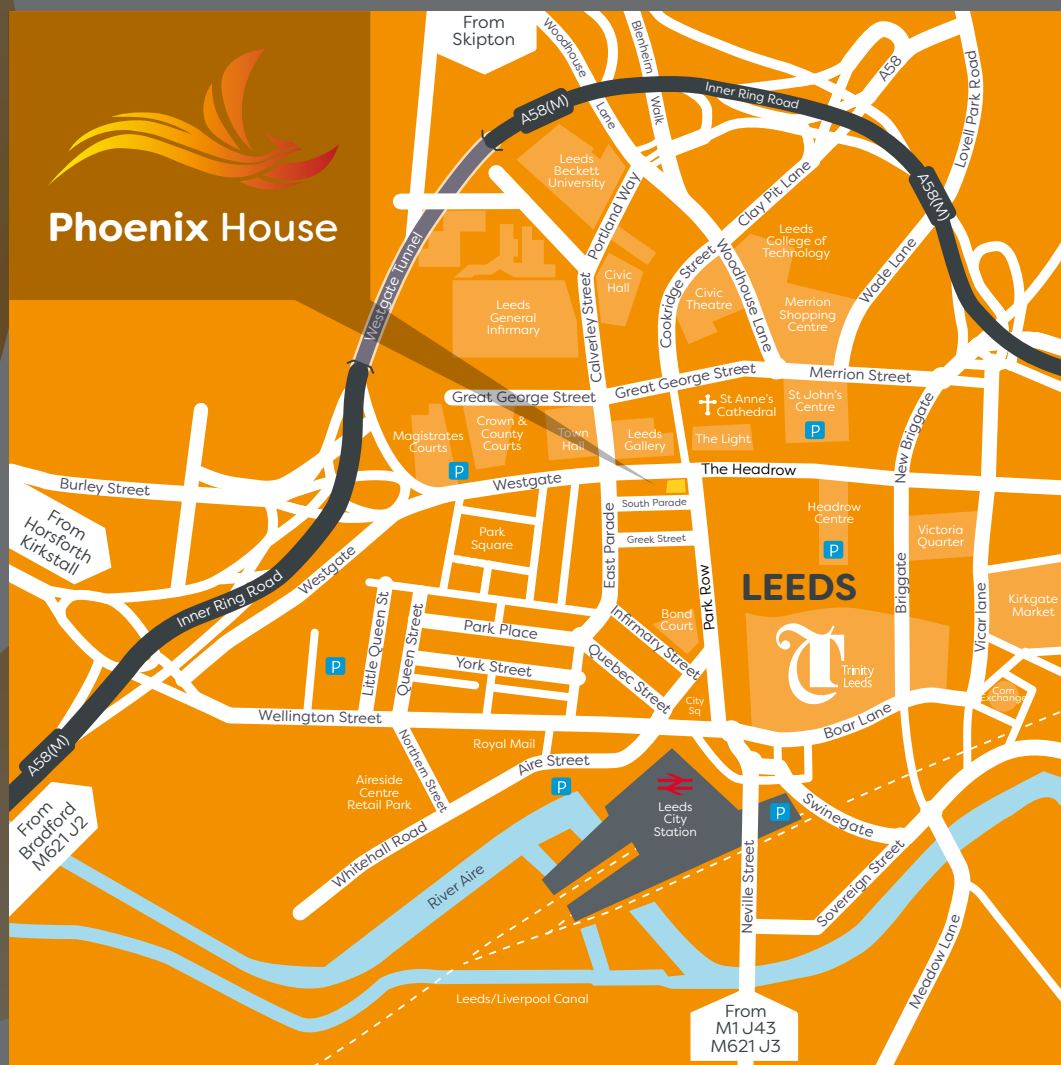 From
Skipton
Woodhouse
Lane
Blenheim
Walk
A58(M)
Inner Ring Road
A58
Lovell Park Road
Phoenix House
Leeds
Beckett
University
Portland Way
Clay Pit Lane
A58(M)
Westgate Tunnel
Leeds
College of
Technology
Wade Lane
Civic
Hall
Cookridge Street
Woodhouse Lane
Civic
Theatre
Merrion
Shopping
Centre
Leeds
General
Infirmary
Calverley Street
Great George Street
Great George Street
Merrion Street
St Anne's
Cathedral
St John's
Centre
P
New Briggate
Magistrates
Courts
P
Crown &
County
Courts
Town
Hall
Leeds
Gallery
The Light
The Headrow
Burley Street
Westgate
South Parade
Greek Street
East Parade
Headrow
Centre
P
Victoria
Quarter
From
Horsforth
Kirkstall
Park
Square
Westgate
Inner Ring Road
LEEDS
Briggate
Vicar lane
Kirkgate
Market
Park Row
Bond
Court
Infirmary Street
Park Place
Quebec Street
Little Queen St
Queen Street
York Street
P
Trinity
Leeds
Corn
Exchange
City
Sq
Wellington Street
Boar Lane
Royal Mail
Northern Street
Aire Street
A58(M)
Aireside
Centre
Retail Park
P
Leeds
City
Station
P
Swinegate
From
Bradford
M621 J2
Whitehall Road
River Aire
Neville Street
Sovereign Street
Meadow Lane
Leeds/Liverpool Canal
From
M1 J43
M621 J3